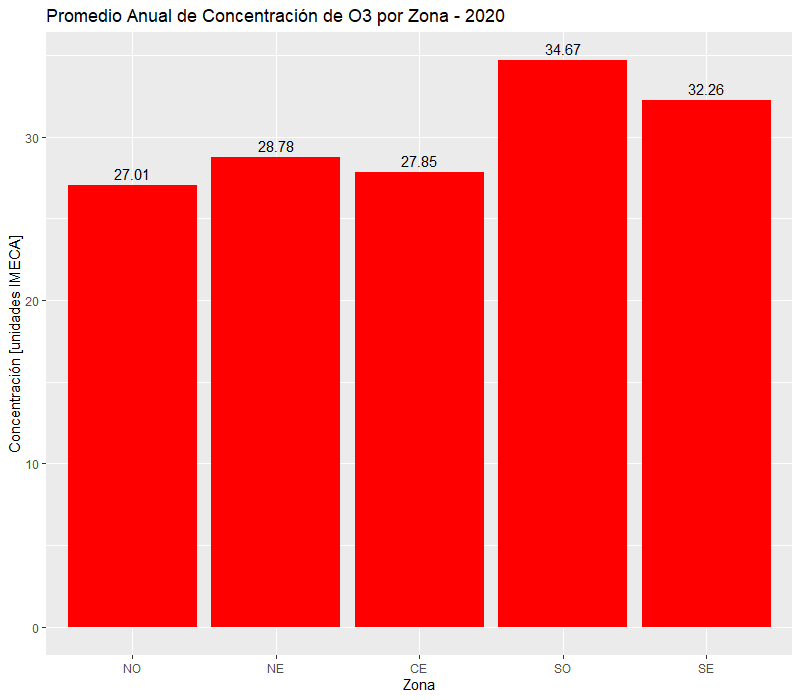 Promedio Anual de Concentración de O3 por Zona - 2020
34.67
32.26
28.78
27.85
27.01
30
20
10
0
Concentración [unidades IMECA]
NO NE CE SO SE
Zona